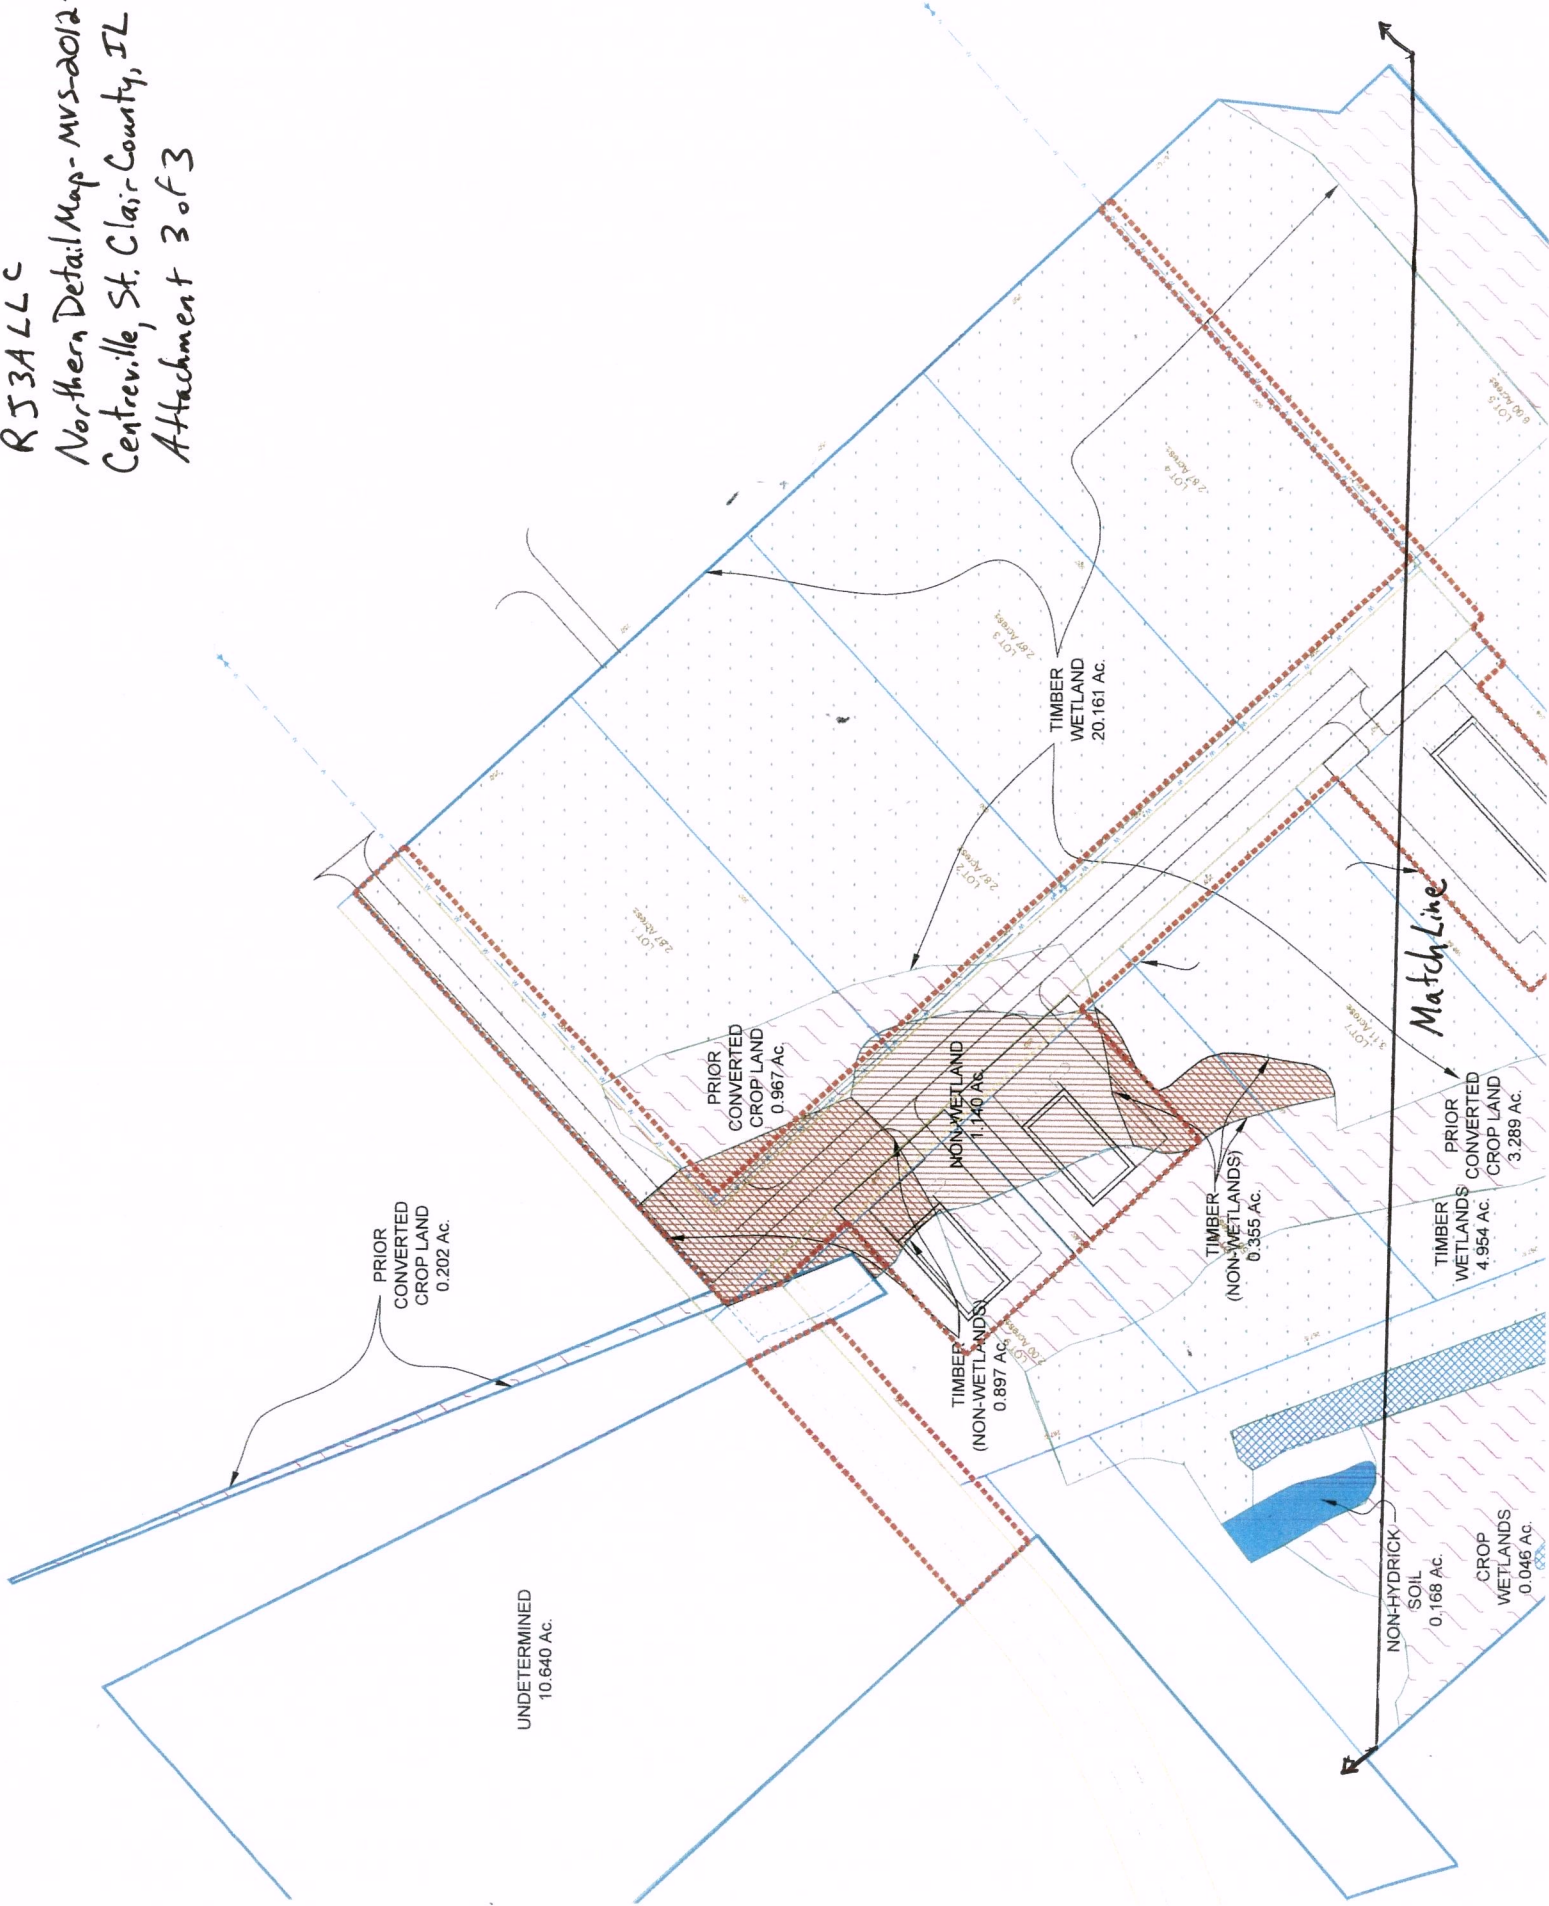 RJ3A LLC
Northern Detail Map - MVS-2012-
Centreville, St. Clair County, IL
Attachment 3 of 3
PRIOR
CONVERTED
CROP LAND
0.202 Ac.
UNDETERMINED
10.640 Ac.
PRIOR
CONVERTED
CROP LAND
0.967 Ac.
TIMBER
WETLAND
20.161 Ac.
LOT 1
2.87 Acres±
LOT 2
2.87 Acres±
LOT 3
2.87 Acres±
LOT 4
2.87 Acres±
LOT 5
6.00 Acres±
NON-WETLAND
1.140 Ac.
TIMBER
(NON-WETLANDS)
0.897 Ac.
2.00 Acres±
TIMBER
(NON-WETLANDS)
0.355 Ac.
LOT 7
3.11 Acres±
Match Line
PRIOR
CONVERTED
CROP LAND
3.289 Ac.
TIMBER
WETLANDS
4.954 Ac.
NON-HYDRICK
SOIL
0.168 Ac.
CROP
WETLANDS
0.046 Ac.